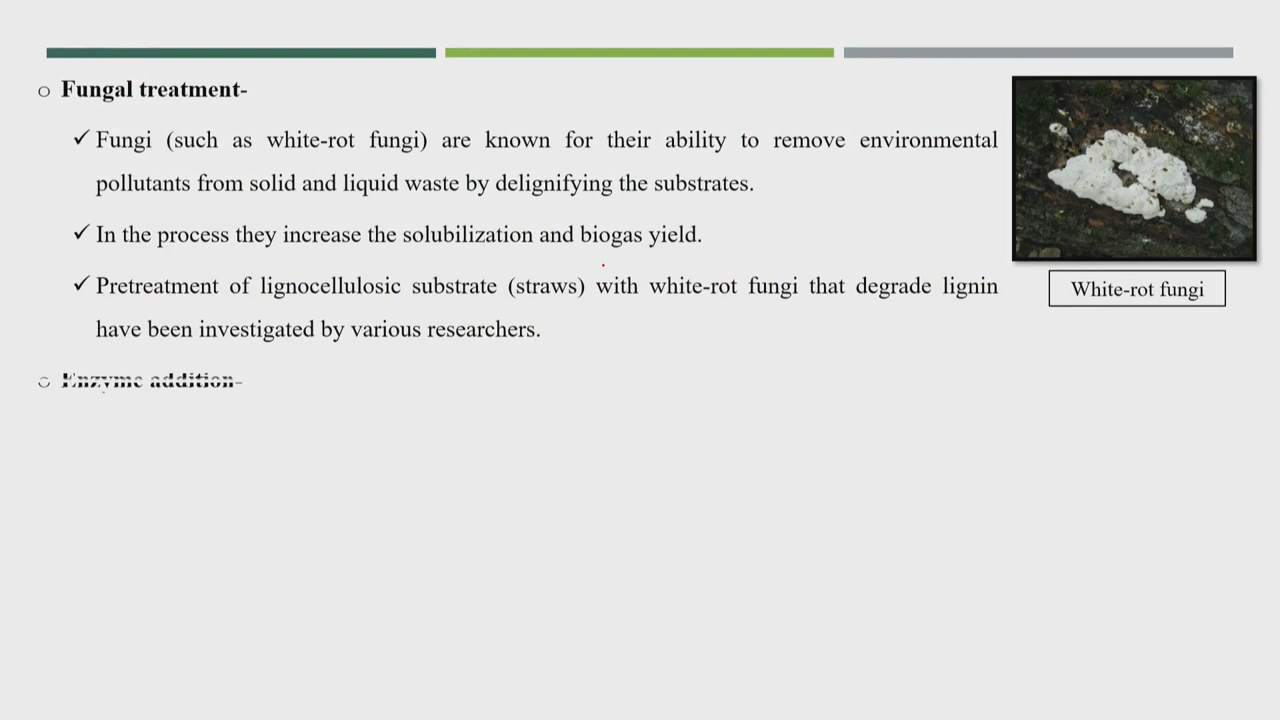 Fungal treatment-
✓ Fungi (such as white-rot fungi) are known for their ability to remove environmental
pollutants from solid and liquid waste by delignifying the substrates.
✓ In the process they increase the solubilization and biogas yield.
✓ Pretreatment of lignocellulosic substrate (straws) with white-rot fungi that degrade lignin
have been investigated by various researchers.
Enzyme addition-
White-rot fungi